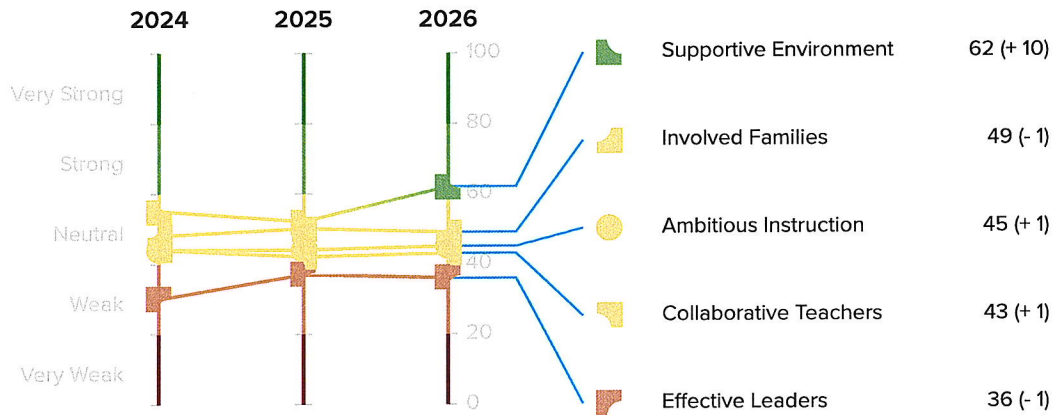 2024 2025 2026
100
Supportive Environment 62 (+ 10)
Very Strong
80
Involved Families 49 (- 1)
Strong
60
Ambitious Instruction 45 (+ 1)
Neutral
40
Weak
Collaborative Teachers 43 (+ 1)
20
Very Weak
0
Effective Leaders 36 (- 1)